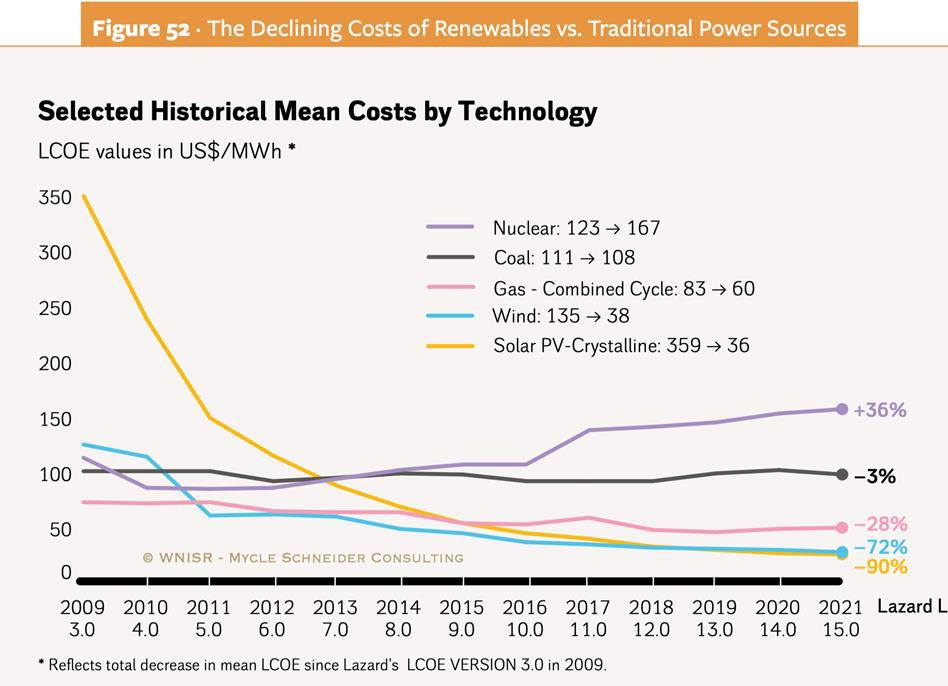 Figure 52 · The Declining Costs of Renewables vs. Traditional Power Sources
Selected Historical Mean Costs by Technology
LCOE values in US$/MWh *
350
300
250
200
150
100
50
0
Nuclear: 123 → 167
Coal: 111 → 108
Gas - Combined Cycle: 83 → 60
Wind: 135 → 38
Solar PV-Crystalline: 359 → 36
+36%
–3%
–28%
–72%
–90%
© WNISR - Mycle Schneider Consulting
2009 2010 2011 2012 2013 2014 2015 2016 2017 2018 2019 2020 2021 Lazard L
3.0 4.0 5.0 6.0 7.0 8.0 9.0 10.0 11.0 12.0 13.0 14.0 15.0
* Reflects total decrease in mean LCOE since Lazard's LCOE VERSION 3.0 in 2009.